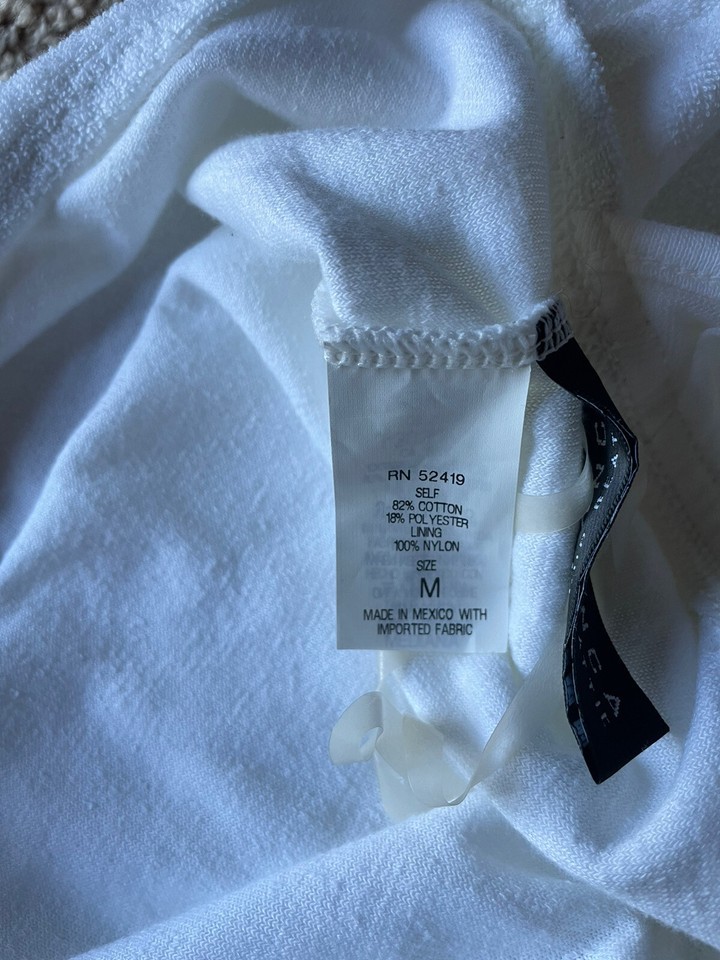 RN 52419
SELF
82% COTTON
18% POLYESTER
LINING
100% NYLON
SIZE
M
MADE IN MEXICO WITH
IMPORTED FABRIC